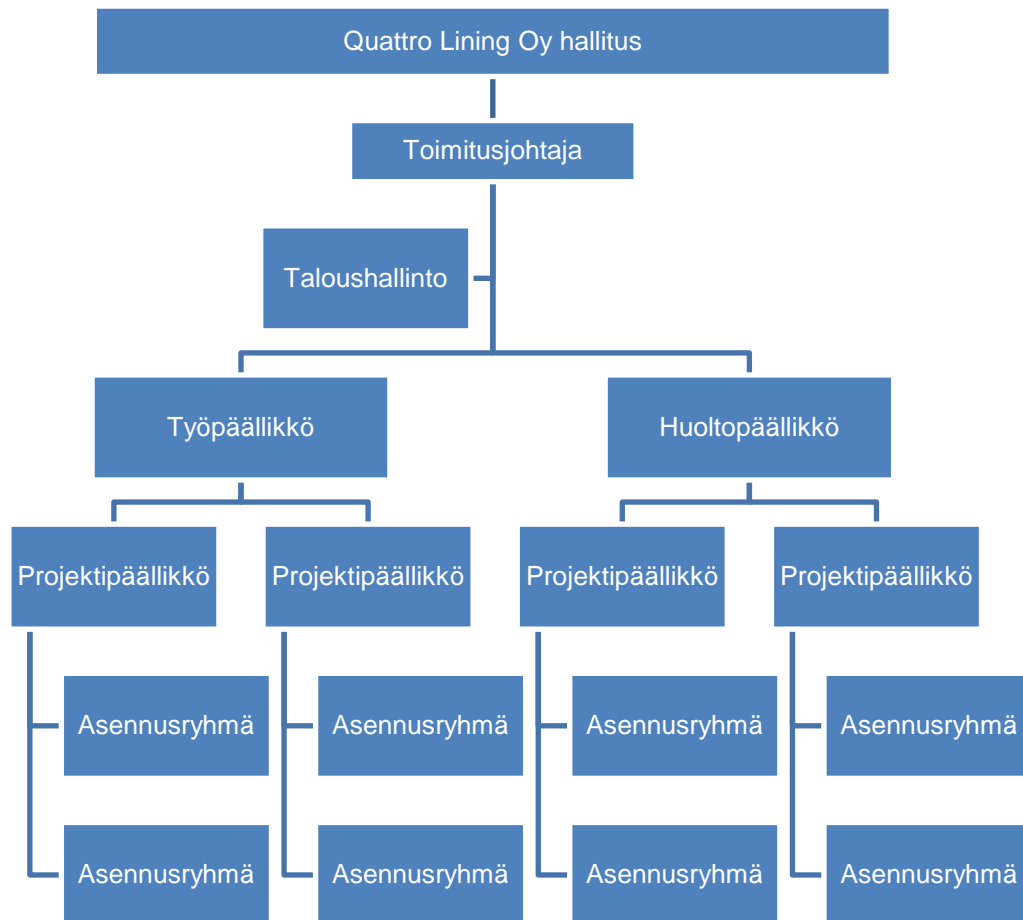 Quattro Lining Oy hallitus
Toimitusjohtaja
Taloushallinto
Työpäällikkö
Huoltopäällikkö
Projektipäällikkö
Projektipäällikkö
Projektipäällikkö
Projektipäällikkö
Asennusryhmä
Asennusryhmä
Asennusryhmä
Asennusryhmä
Asennusryhmä
Asennusryhmä
Asennusryhmä
Asennusryhmä